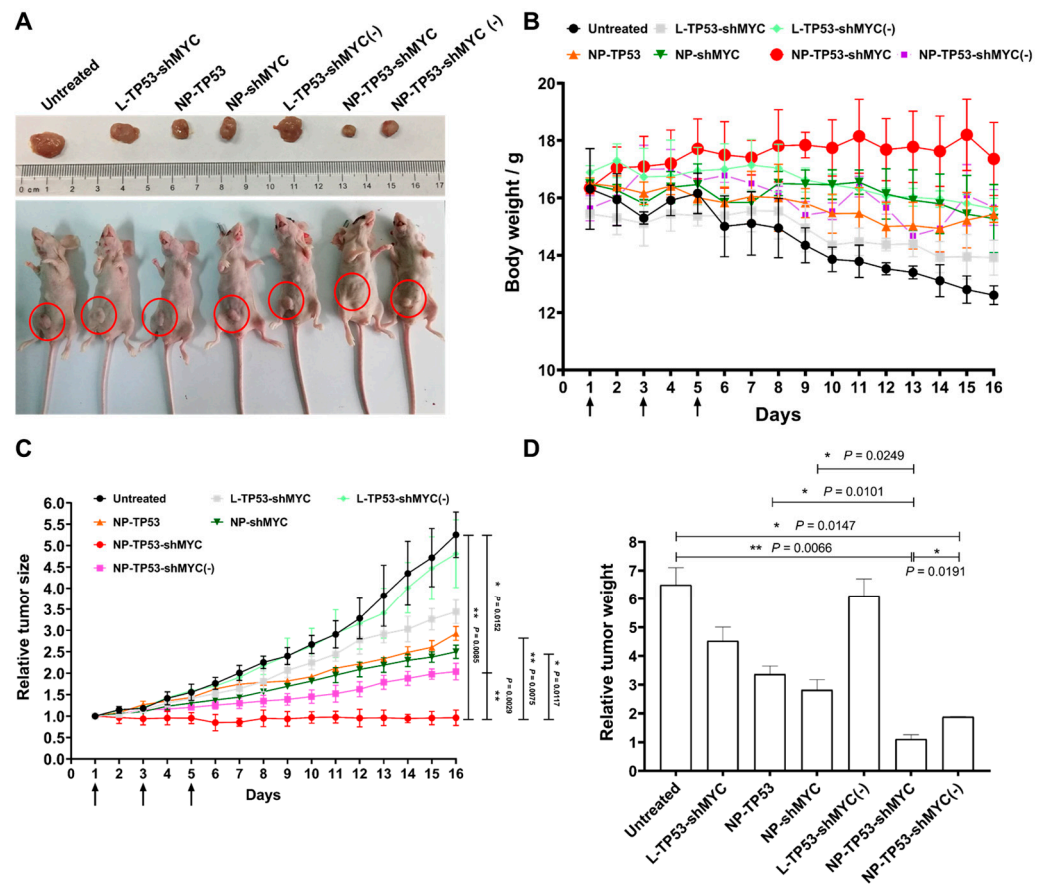 A
Untreated
L-TP53-shMYC
NP-TP53
NP-shMYC
L-TP53-shMYC(-)
NP-TP53-shMYC
NP-TP53-shMYC (-)
0 cm 1 2 3 4 5 6 7 8 9 10 11 12 13 14 15 16 17
B
Untreated L-TP53-shMYC L-TP53-shMYC(-)
NP-TP53 NP-shMYC NP-TP53-shMYC NP-TP53-shMYC(-)
Body weight / g
20
18
16
14
12
10
0 1 2 3 4 5 6 7 8 9 10 11 12 13 14 15 16
Days
C
Untreated L-TP53-shMYC L-TP53-shMYC(-)
NP-TP53 NP-shMYC
NP-TP53-shMYC
NP-TP53-shMYC(-)
Relative tumor size
6.0
5.5
5.0
4.5
4.0
3.5
3.0
2.5
2.0
1.5
1.0
0.5
0.0
0 1 2 3 4 5 6 7 8 9 10 11 12 13 14 15 16
Days
** P = 0.0085
* P = 0.0152
** P = 0.0029
** P = 0.0075
* P = 0.0117
D
* P = 0.0249
* P = 0.0101
* P = 0.0147
** P = 0.0066
*
P = 0.0191
Relative tumor weight
8
7
6
5
4
3
2
1
0
Untreated
L-TP53-shMYC
NP-TP53
NP-shMYC
L-TP53-shMYC(-)
NP-TP53-shMYC
NP-TP53-shMYC(-)